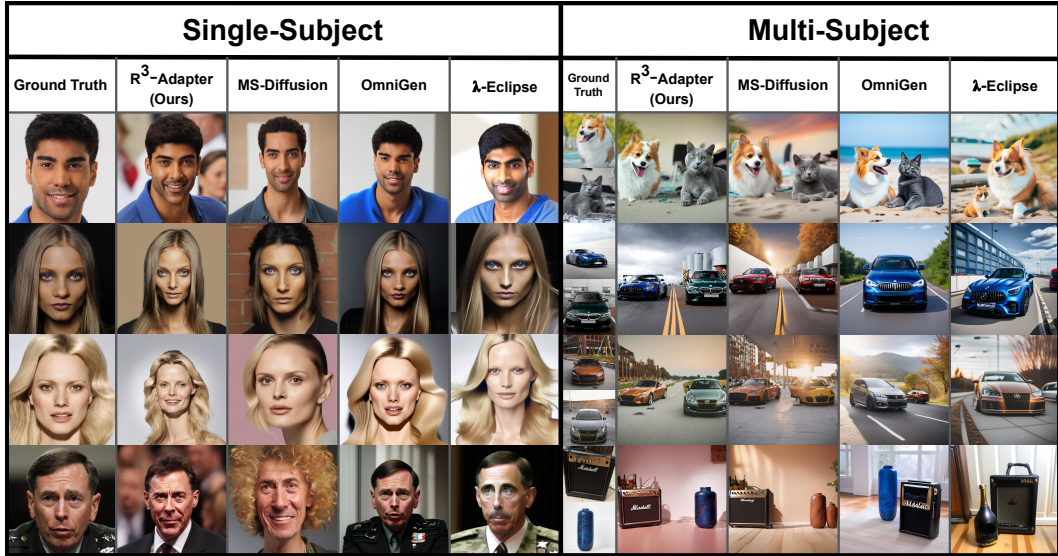 Single-Subject
Multi-Subject
Ground Truth
R³-Adapter
(Ours)
MS-Diffusion
OmniGen
λ-Eclipse
Ground
Truth
R³-Adapter
(Ours)
MS-Diffusion
OmniGen
λ-Eclipse
Marshall
Marshall